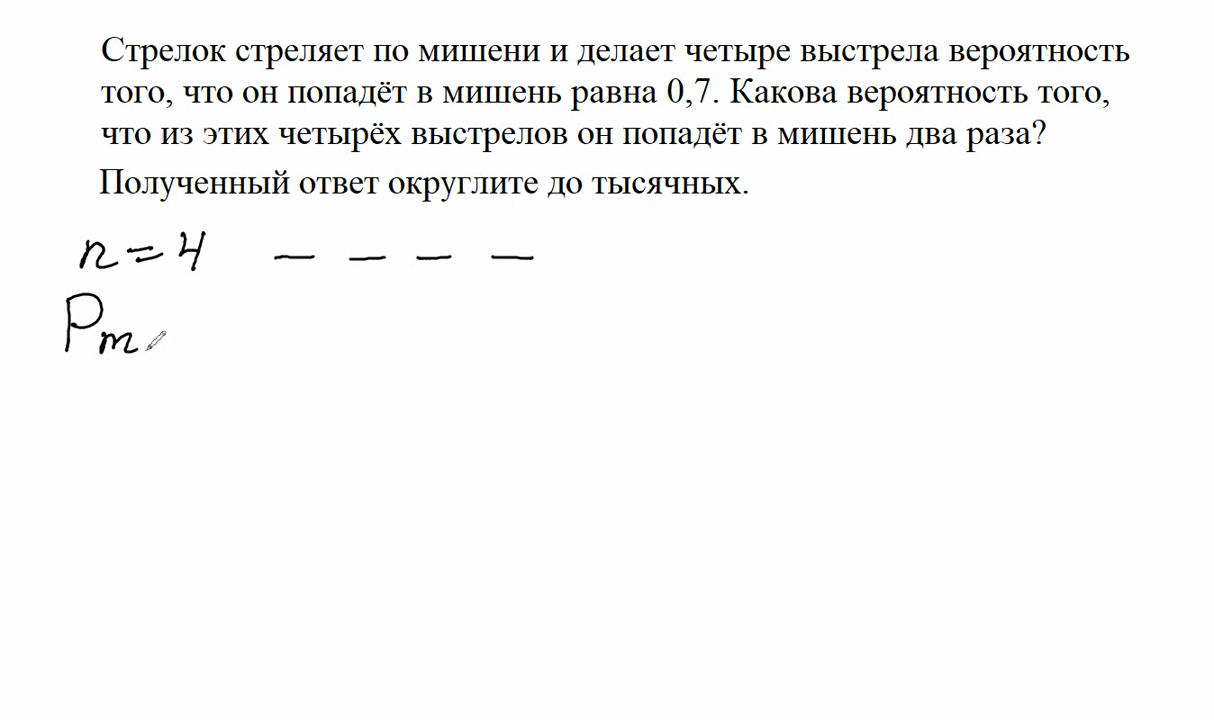 Стрелок стреляет по мишени и делает четыре выстрела вероятность
того, что он попадёт в мишень равна 0,7. Какова вероятность того,
что из этих четырёх выстрелов он попадёт в мишень два раза?
Полученный ответ округлите до тысячных.
n = 4 _ _ _ _
Pm